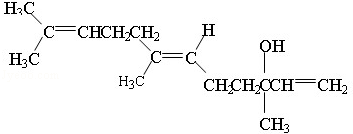 H₃C
C=CHCH₂CH₂ H
H₃C C=C OH
H₃C CH₂CH₂CCH=CH₂
CH₃